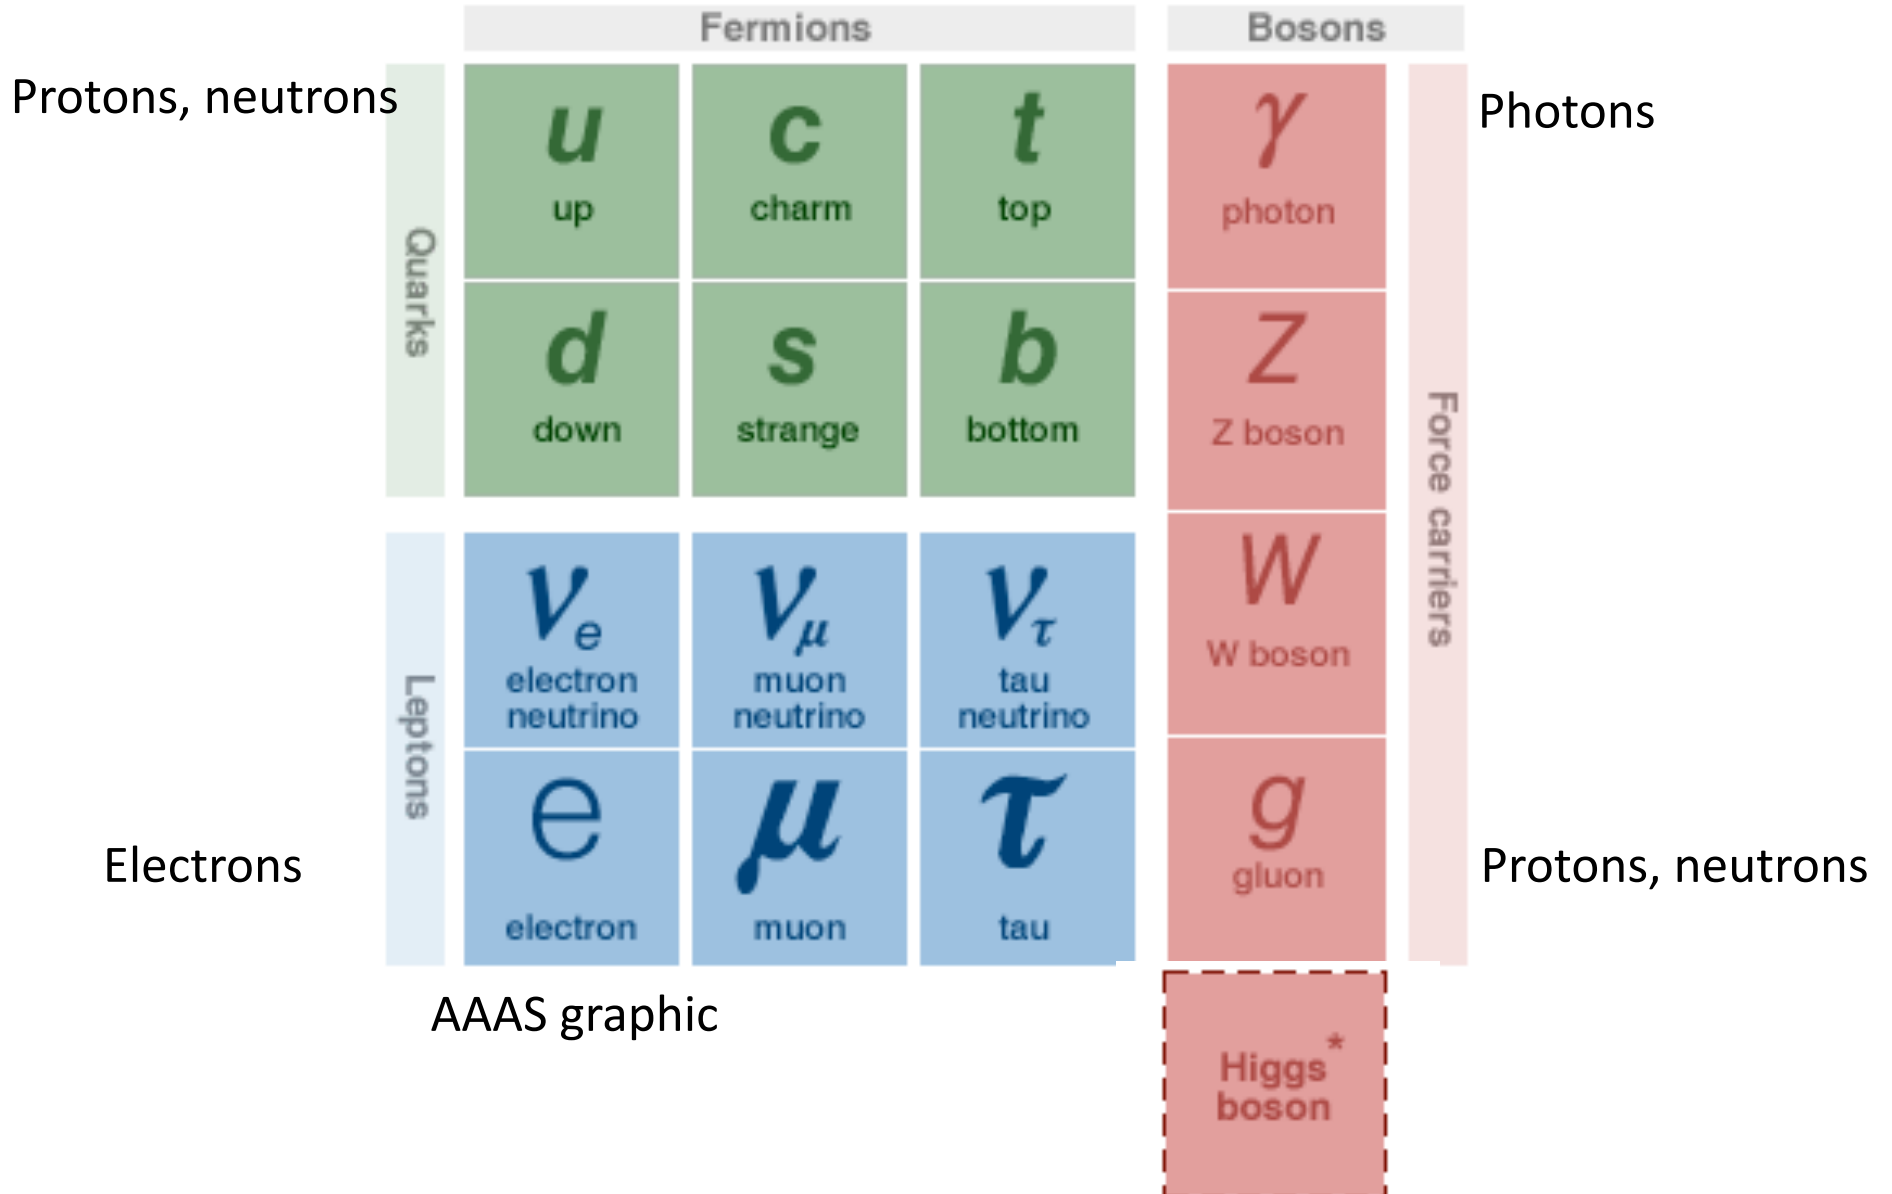 Fermions
Bosons
Protons, neutrons
Photons
Quarks
u
up
c
charm
t
top
γ
photon
d
down
s
strange
b
bottom
Z
Z boson
Force carriers
Leptons
νe
electron
neutrino
νμ
muon
neutrino
ντ
tau
neutrino
W
W boson
Electrons
e
electron
μ
muon
τ
tau
g
gluon
Protons, neutrons
AAAS graphic
Higgs*
boson